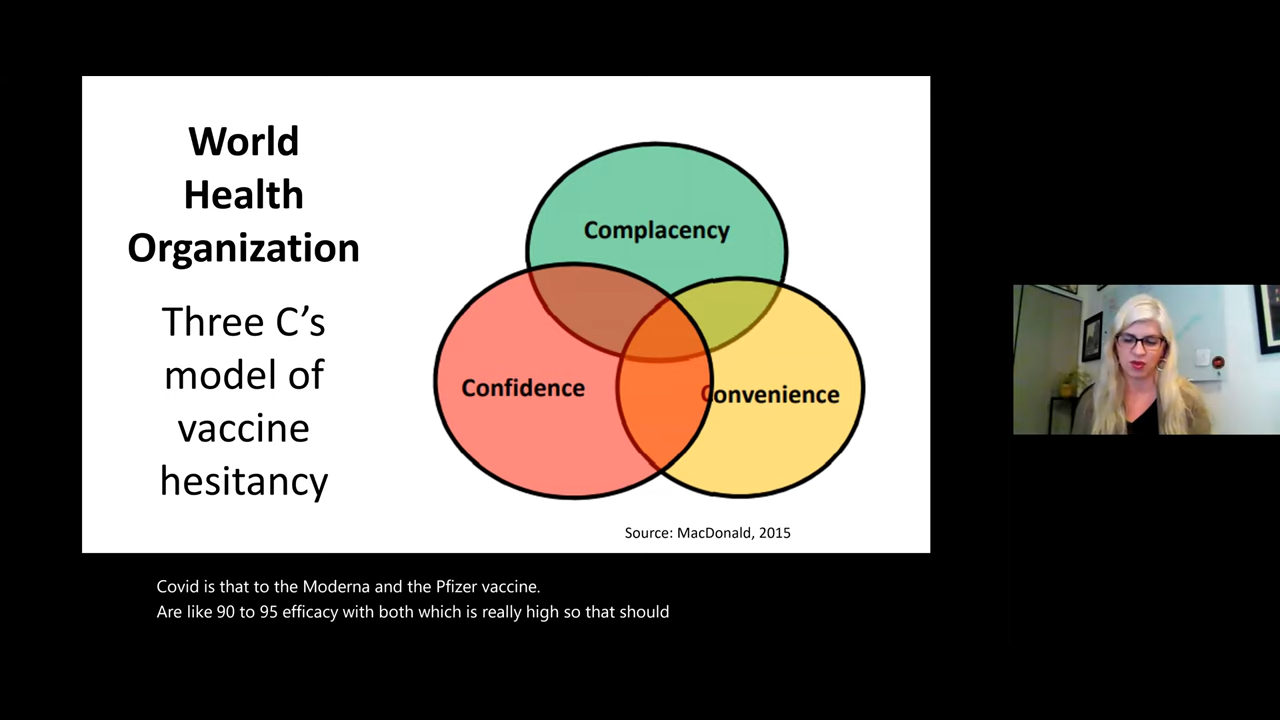 World
Health
Organization
Three C's
model of
vaccine
hesitancy
Complacency
Confidence
Convenience
Source: MacDonald, 2015
Covid is that to the Moderna and the Pfizer vaccine.
Are like 90 to 95 efficacy with both which is really high so that should